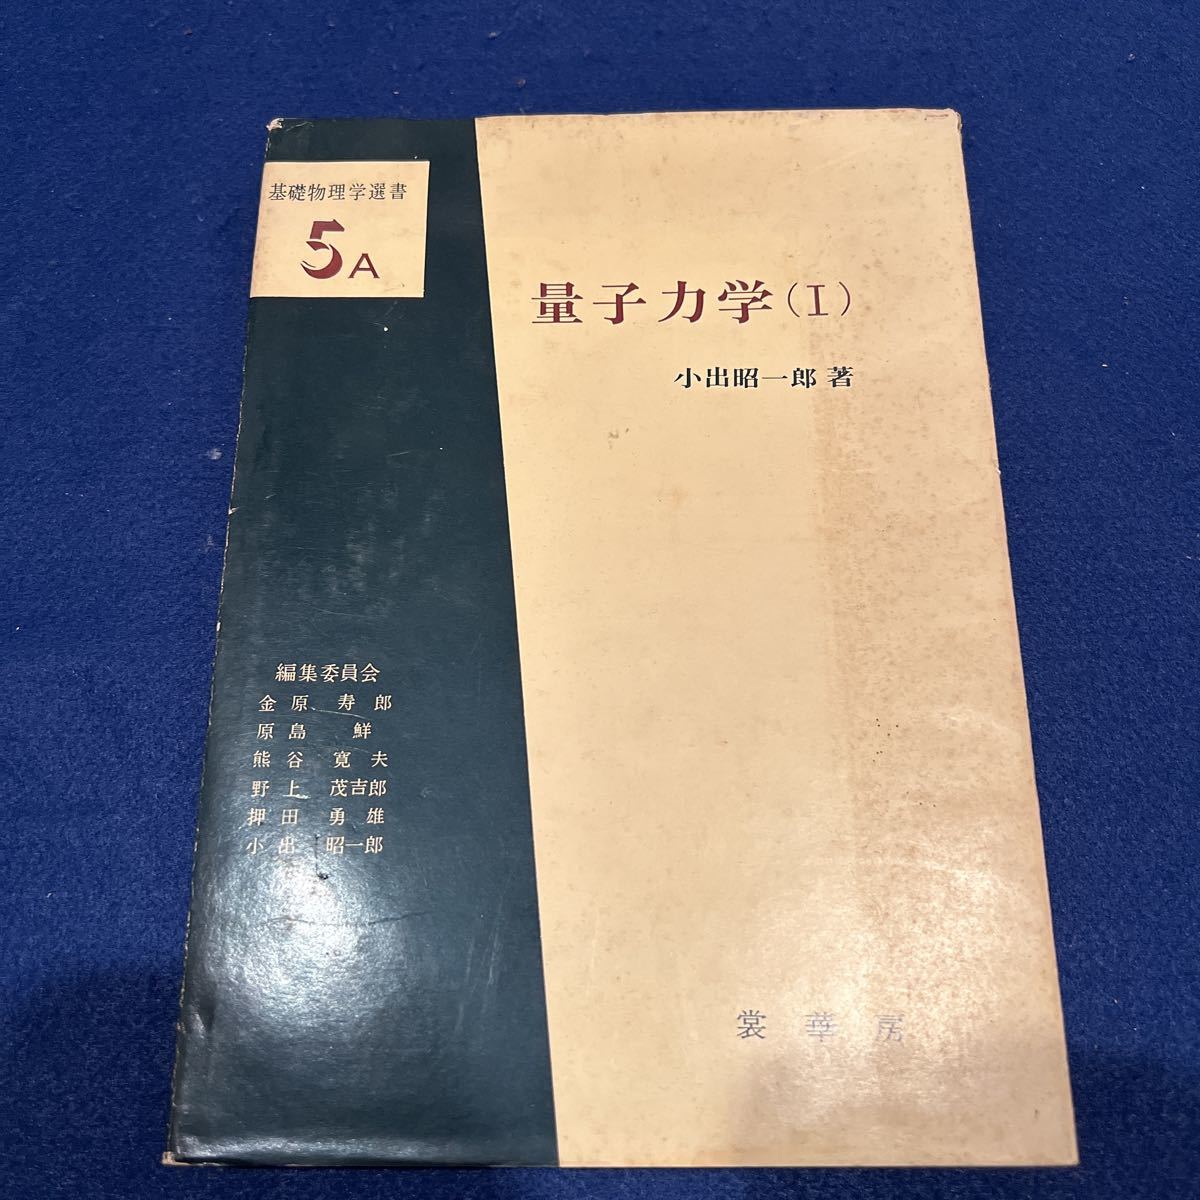 基礎物理学選書
5A
量子力学(I)
小出昭一郎 著
編集委員会
金原 寿郎
原島 鮮
熊谷 寛夫
野上 茂吉郎
押田 勇雄
小出 昭一郎
裳華房